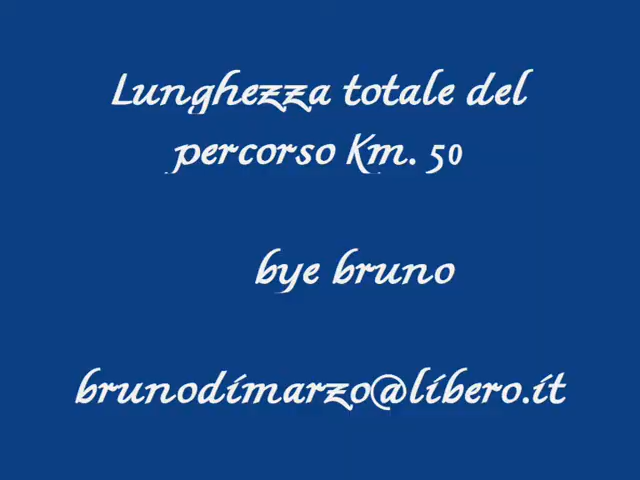 Lunghezza totale del
percorso Km. 50
bye bruno
brunodimarzo@libero.it